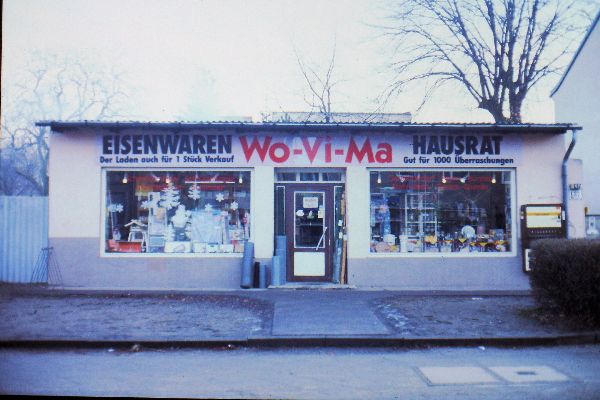 EISENWAREN
Der Laden auch für 1 Stück Verkauf
Wo-Vi-Ma
HAUSRAT
Gut für 1000 Überraschungen